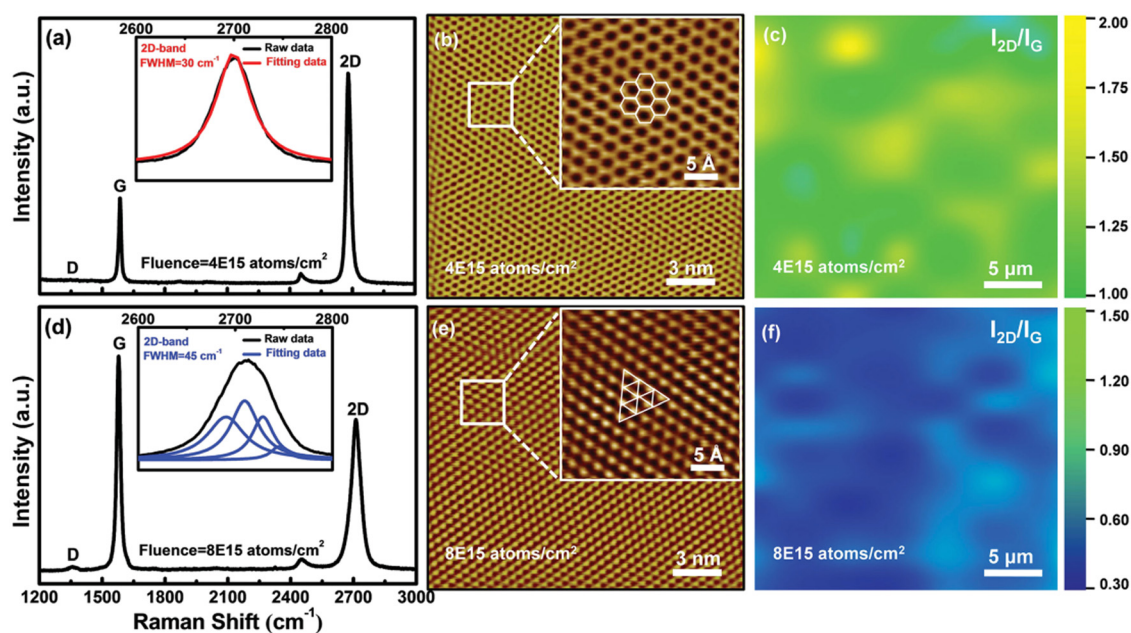 2600 2700 2800
(a)
2D-band
FWHM=30 cm⁻¹
Raw data
Fitting data
2D
G
D
Fluence=4E15 atoms/cm²
Intensity (a.u.)
(b)
5 Å
4E15 atoms/cm²
3 nm
(c)
I₂D/IG
4E15 atoms/cm²
5 µm
2.00
1.75
1.50
1.25
1.00
2600 2700 2800
(d)
G
2D-band
FWHM=45 cm⁻¹
Raw data
Fitting data
2D
D
Fluence=8E15 atoms/cm²
Intensity (a.u.)
1200 1500 1800 2100 2400 2700 3000
Raman Shift (cm⁻¹)
(e)
5 Å
8E15 atoms/cm²
3 nm
(f)
I₂D/IG
8E15 atoms/cm²
5 µm
1.50
1.20
0.90
0.60
0.30